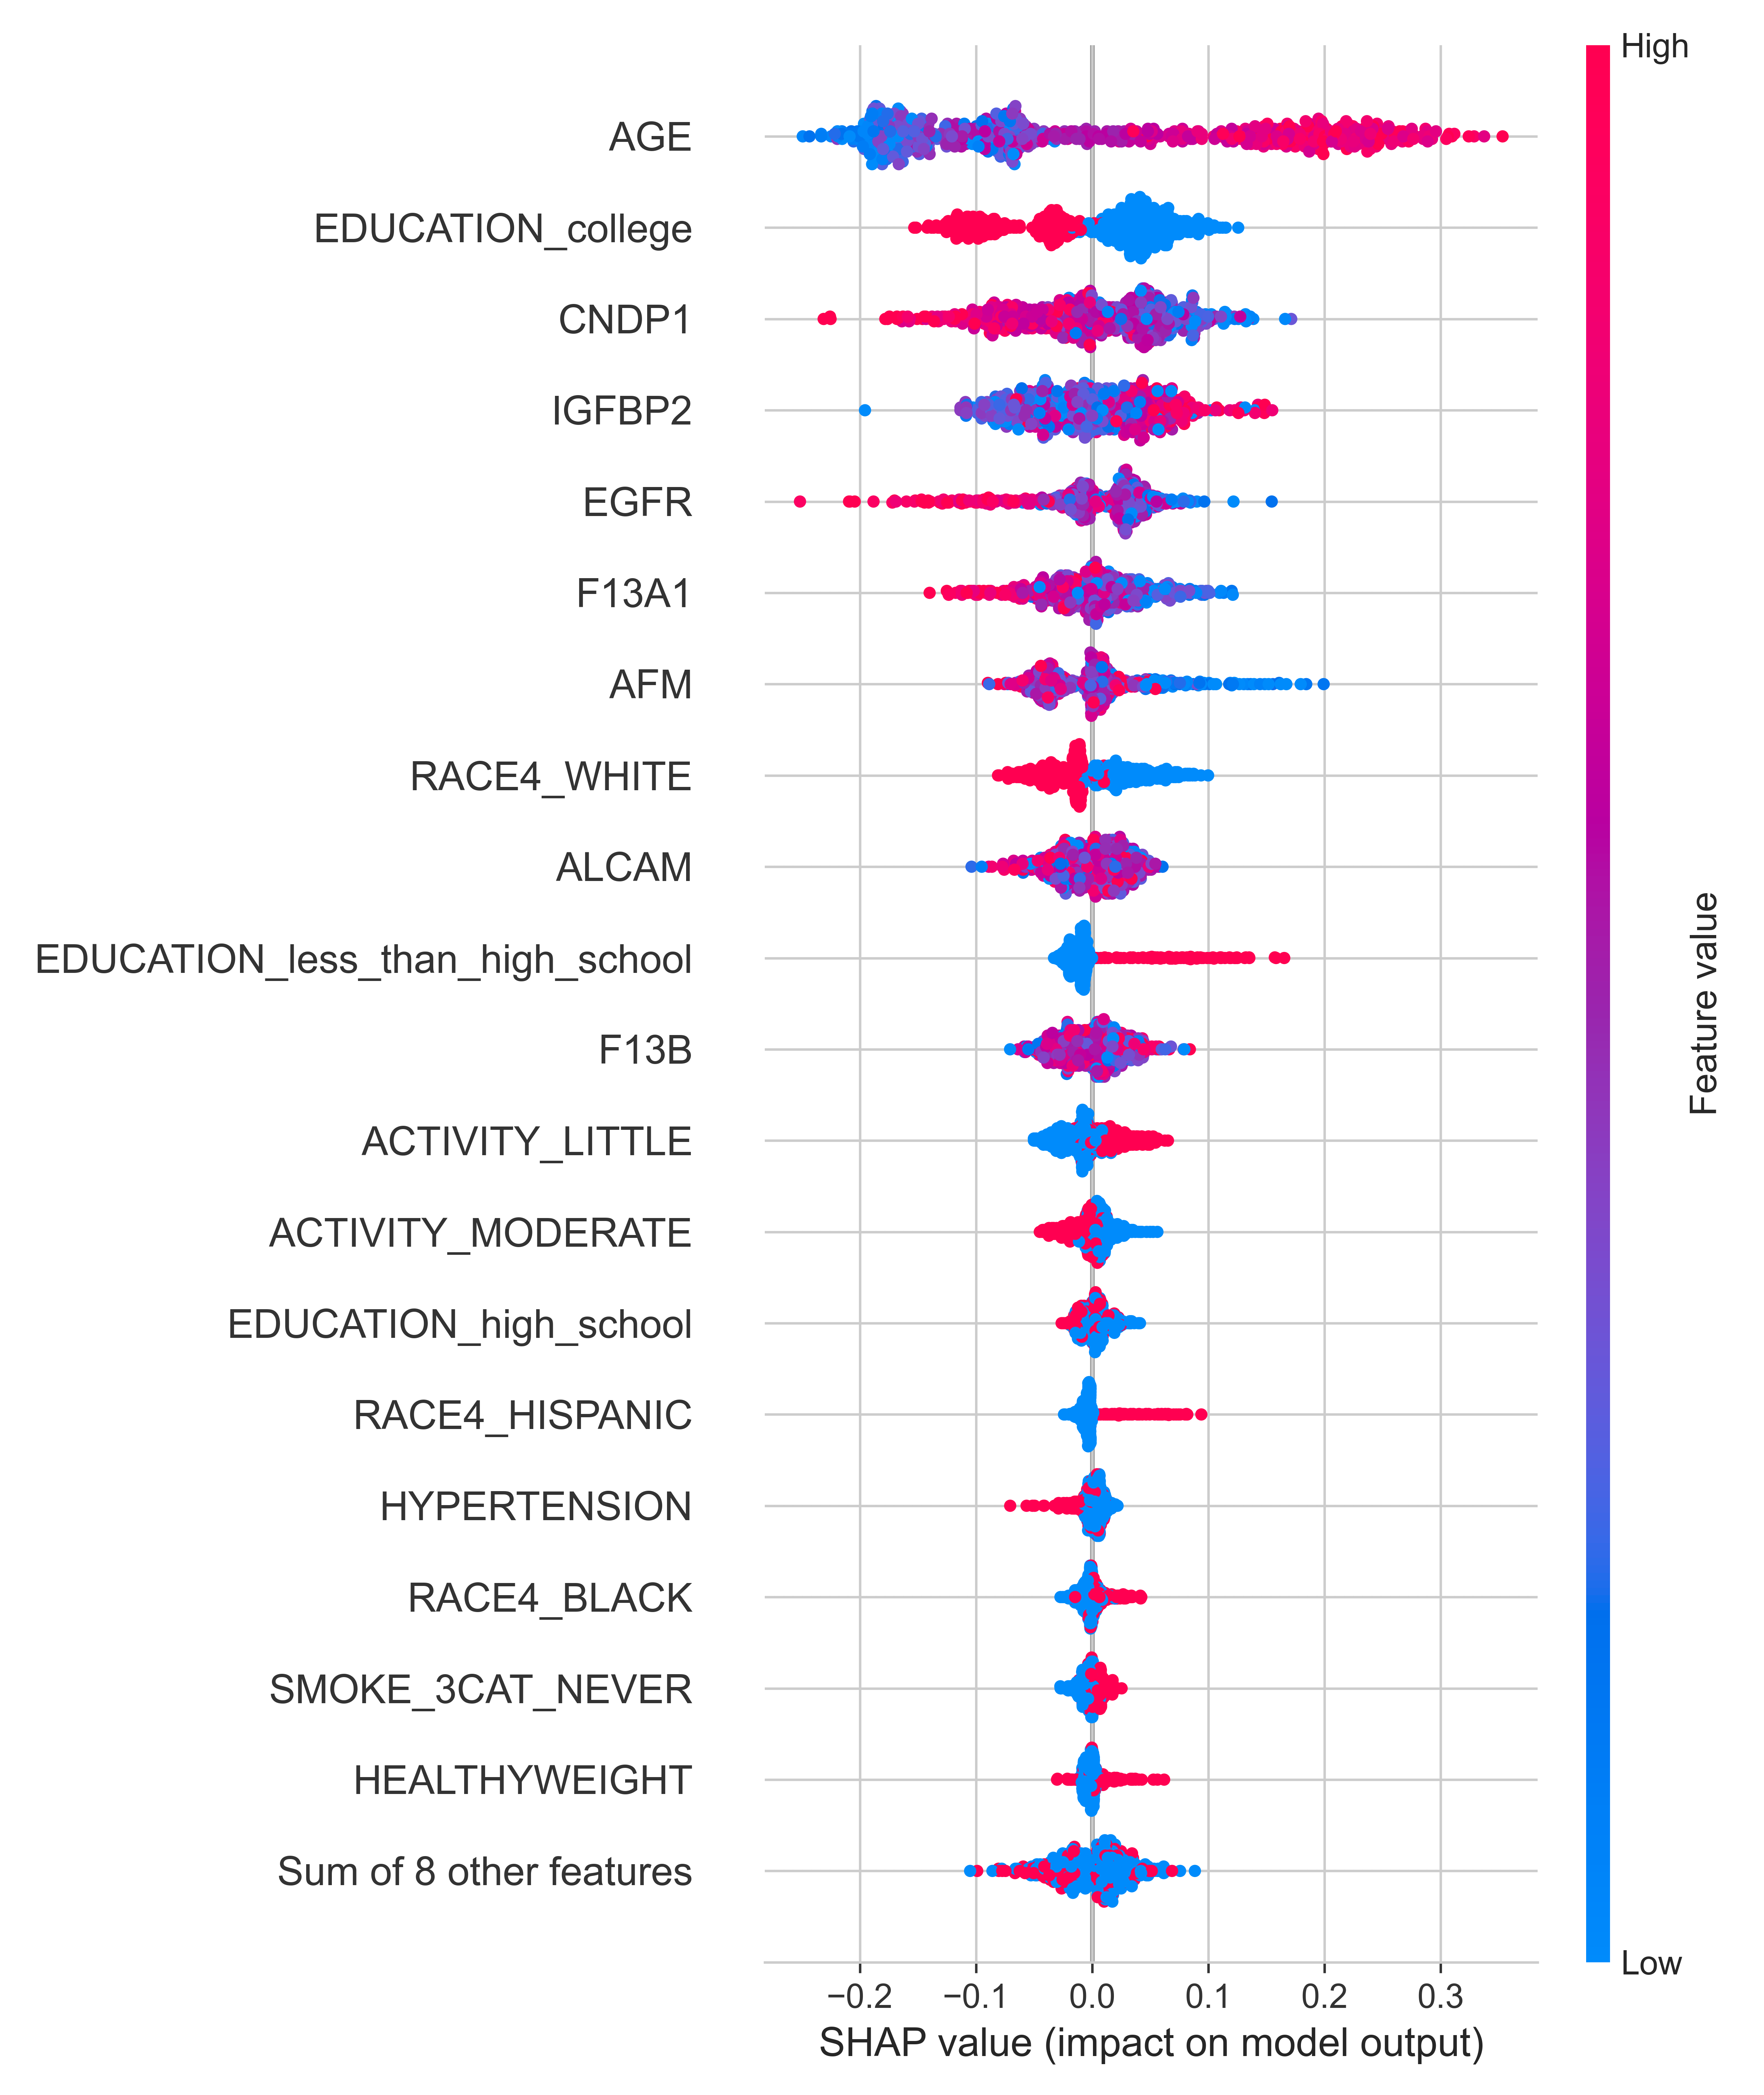 High
AGE
EDUCATION_college
CNDP1
IGFBP2
EGFR
F13A1
AFM
RACE4_WHITE
ALCAM
EDUCATION_less_than_high_school
F13B
ACTIVITY_LITTLE
ACTIVITY_MODERATE
EDUCATION_high_school
RACE4_HISPANIC
HYPERTENSION
RACE4_BLACK
SMOKE_3CAT_NEVER
HEALTHYWEIGHT
Sum of 8 other features
Feature value
Low
−0.2 −0.1 0.0 0.1 0.2 0.3
SHAP value (impact on model output)